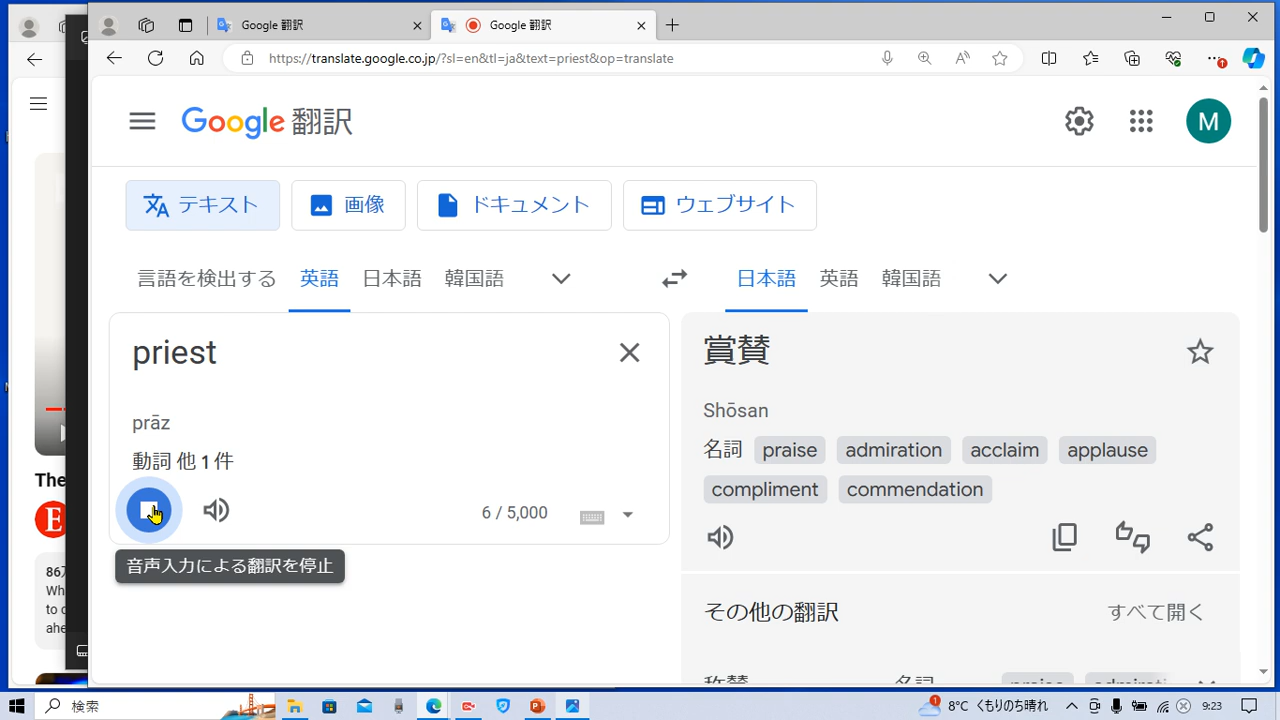 Google 翻訳
Google 翻訳
https://translate.google.co.jp/?sl=en&tl=ja&text=priest&op=translate
Google 翻訳
M
テキスト
画像
ドキュメント
ウェブサイト
言語を検出する 英語 日本語 韓国語
日本語 英語 韓国語
priest
prāz
動詞 他 1 件
6 / 5,000
音声入力による翻訳を停止
賞賛
Shōsan
名詞 praise admiration acclaim applause
compliment commendation
その他の翻訳
すべて開く
The
E
検索
8°C くもりのち晴れ
9:23